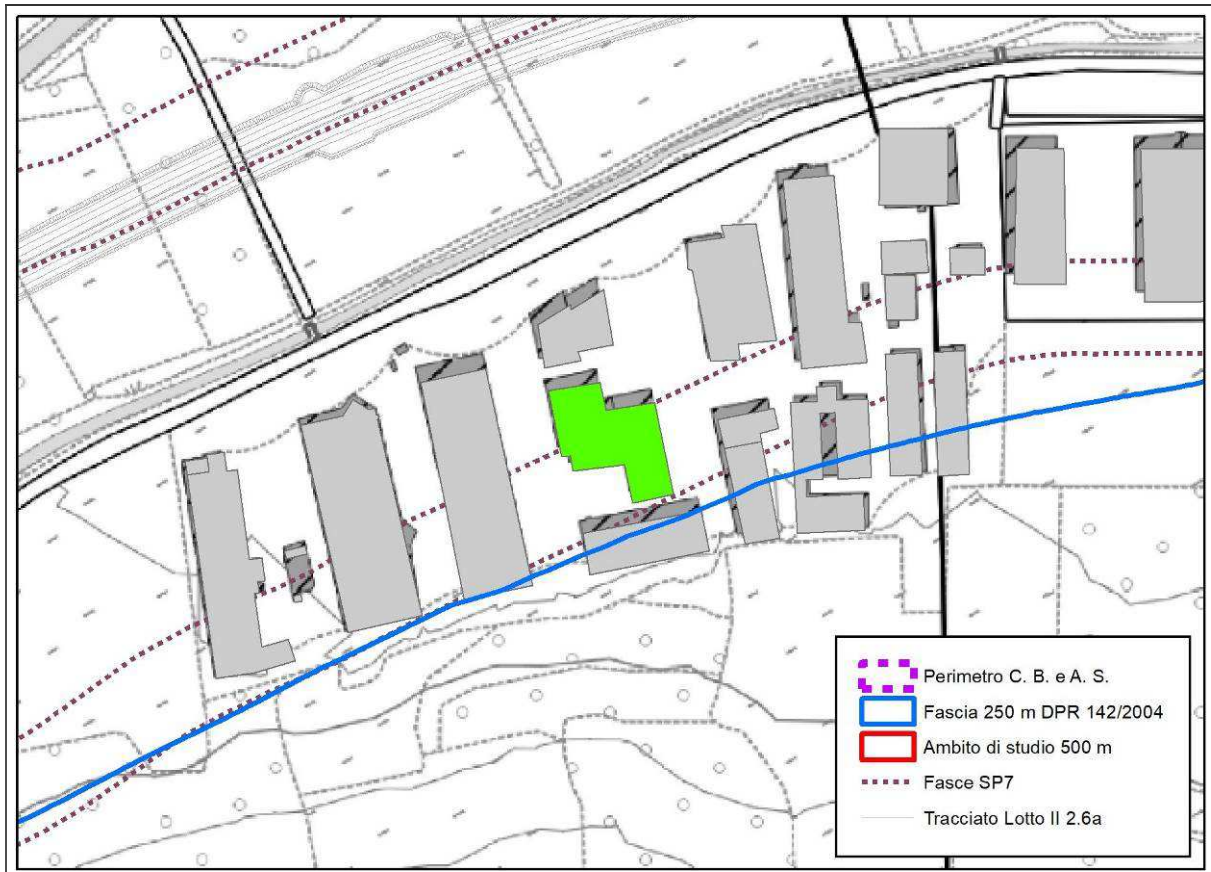 Perimetro C. B. e A. S.
Fascia 250 m DPR 142/2004
Ambito di studio 500 m
Fasce SP7
Tracciato Lotto II 2.6a